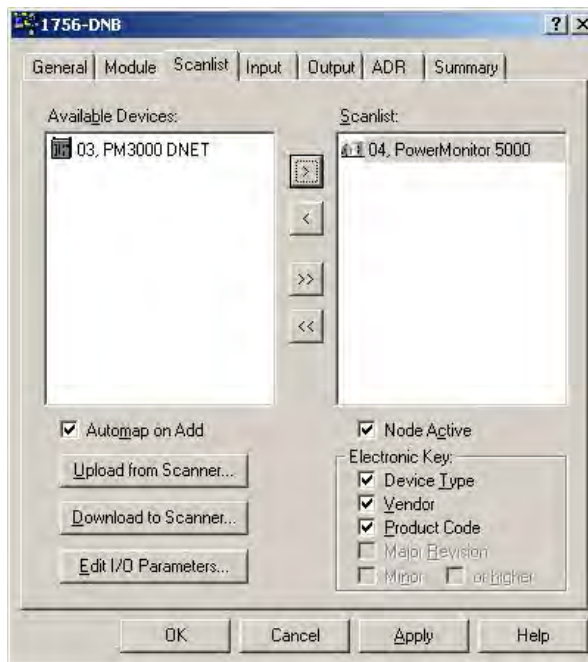 1756-DNB
General Module Scanlist Input Output ADR Summary
Available Devices:
03, PM3000 DNET
Scanlist:
04, PowerMonitor 5000
>
<
>>
<<
Automap on Add
Upload from Scanner...
Download to Scanner...
Edit I/O Parameters...
Node Active
Electronic Key:
Device Type
Vendor
Product Code
Major Revision
Minor or higher
OK Cancel Apply Help